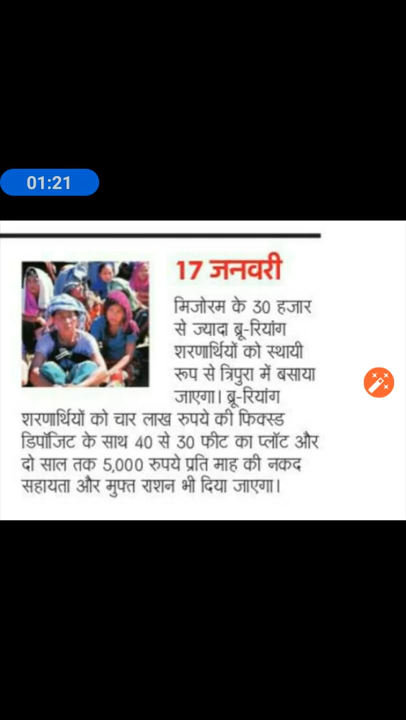 01:21
17 जनवरी
मिजोरम के 30 हजार
से ज्यादा ब्रू-रियांग
शरणार्थियों को स्थायी
रूप से त्रिपुरा में बसाया
जाएगा। ब्रू-रियांग
शरणार्थियों को चार लाख रुपये की फिक्स्ड
डिपॉजिट के साथ 40 से 30 फीट का प्लॉट और
दो साल तक 5,000 रुपये प्रति माह की नकद
सहायता और मुफ्त राशन भी दिया जाएगा।